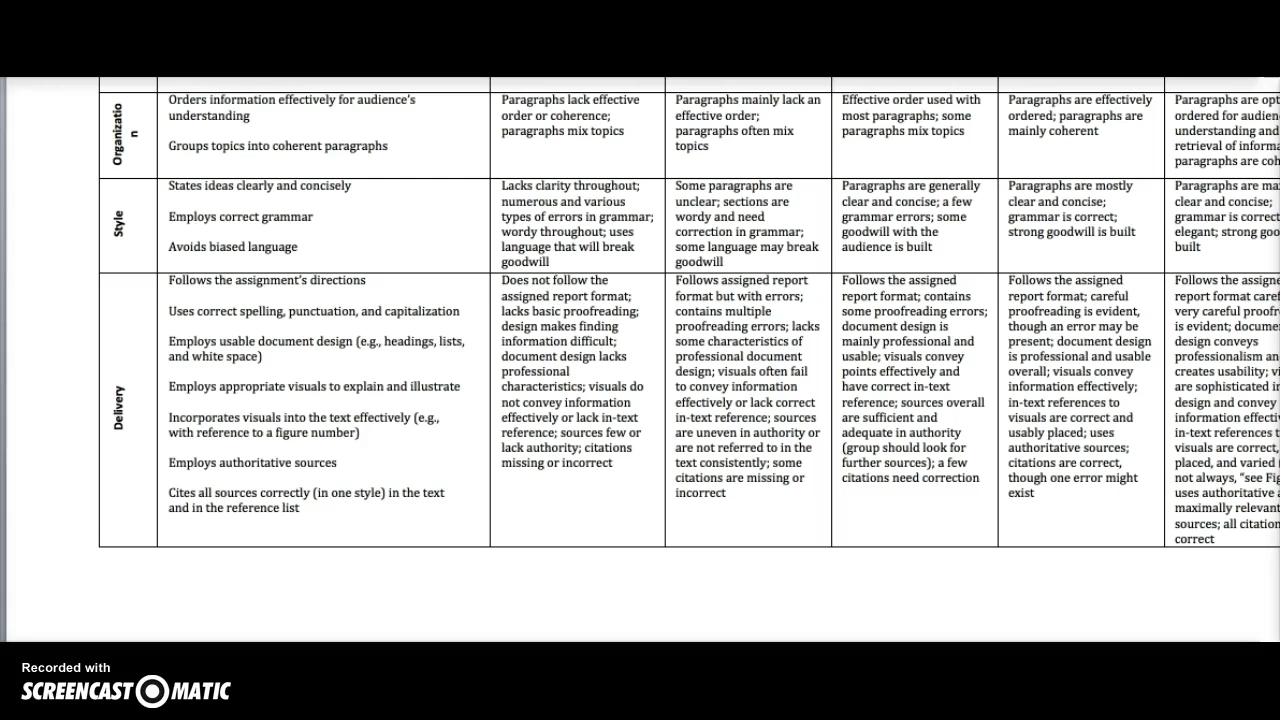 Organizatio
n
Orders information effectively for audience's
understanding
Groups topics into coherent paragraphs
Paragraphs lack effective
order or coherence;
paragraphs mix topics
Paragraphs mainly lack an
effective order;
paragraphs often mix
topics
Effective order used with
most paragraphs; some
paragraphs mix topics
Paragraphs are effectively
ordered; paragraphs are
mainly coherent
Paragraphs are
ordered for
understanding and
retrieval of
paragraphs are
Style
States ideas clearly and concisely
Employs correct grammar
Avoids biased language
Lacks clarity throughout;
numerous and various
types of errors in grammar;
wordy throughout; uses
language that will break
goodwill
Some paragraphs are
unclear; sections are
wordy and need
correction in grammar;
some language may break
goodwill
Paragraphs are generally
clear and concise; a few
grammar errors; some
goodwill with the
audience is built
Paragraphs are mostly
clear and concise;
grammar is correct;
strong goodwill is built
Paragraphs are
clear and concise;
grammar is
elegant; strong
built
Delivery
Follows the assignment's directions
Uses correct spelling, punctuation, and capitalization
Employs usable document design (e.g., headings, lists,
and white space)
Employs appropriate visuals to explain and illustrate
Incorporates visuals into the text effectively (e.g.,
with reference to a figure number)
Employs authoritative sources
Cites all sources correctly (in one style) in the text
and in the reference list
Does not follow the
assigned report format;
lacks basic proofreading;
design makes finding
information difficult;
document design lacks
professional
characteristics; visuals do
not convey information
effectively or lack in-text
reference; sources few or
lack authority; citations
missing or incorrect
Follows assigned report
format but with errors;
contains multiple
proofreading errors; lacks
some characteristics of
professional document
design; visuals often fail
to convey information
effectively or lack correct
in-text reference; sources
are uneven in authority or
are not referred to in the
text consistently; some
citations are missing or
incorrect
Follows the assigned
report format; contains
some proofreading errors;
document design is
mainly professional and
usable; visuals convey
points effectively and
have correct in-text
reference; sources overall
are sufficient and
adequate in authority
(group should look for
further sources); a few
citations need correction
Follows the assigned
report format; careful
proofreading is evident,
though an error may be
present; document design
is professional and usable
overall; visuals convey
information effectively;
in-text references to
visuals are correct and
usably placed; uses
authoritative sources;
citations are correct,
though one error might
exist
Follows the
report format
very careful
is evident;
design conveys
professionalism
creates usability;
are sophisticated
design and convey
information
in-text references
visuals are correct,
placed, and varied
not always, "see
uses authoritative
maximally relevant
sources; all
correct
Recorded with
SCREENCAST MATIC